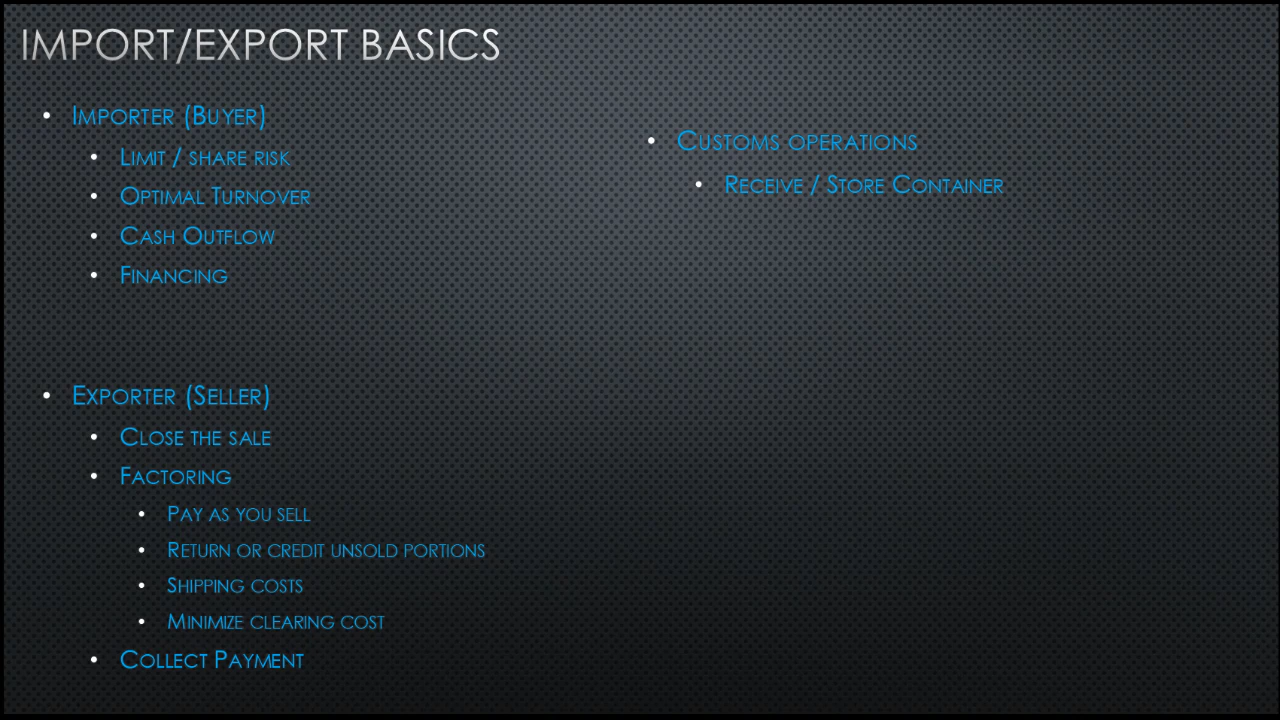 IMPORT/EXPORT BASICS
• Importer (Buyer)
• Limit / share risk
• Optimal Turnover
• Cash Outflow
• Financing
• Exporter (Seller)
• Close the sale
• Factoring
• Pay as you sell
• Return or credit unsold portions
• Shipping costs
• Minimize clearing cost
• Collect Payment
• Customs operations
• Receive / Store Container